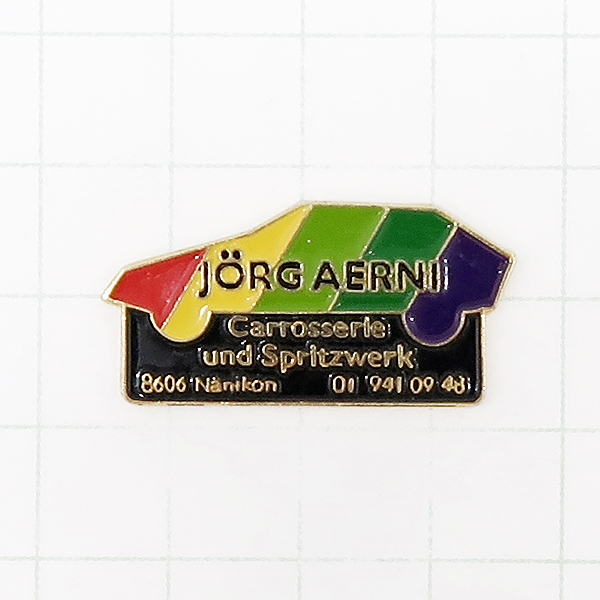 JÖRG AERNI
Carrosserie
und Spritzwerk
8606 Nänikon 01 941 09 48